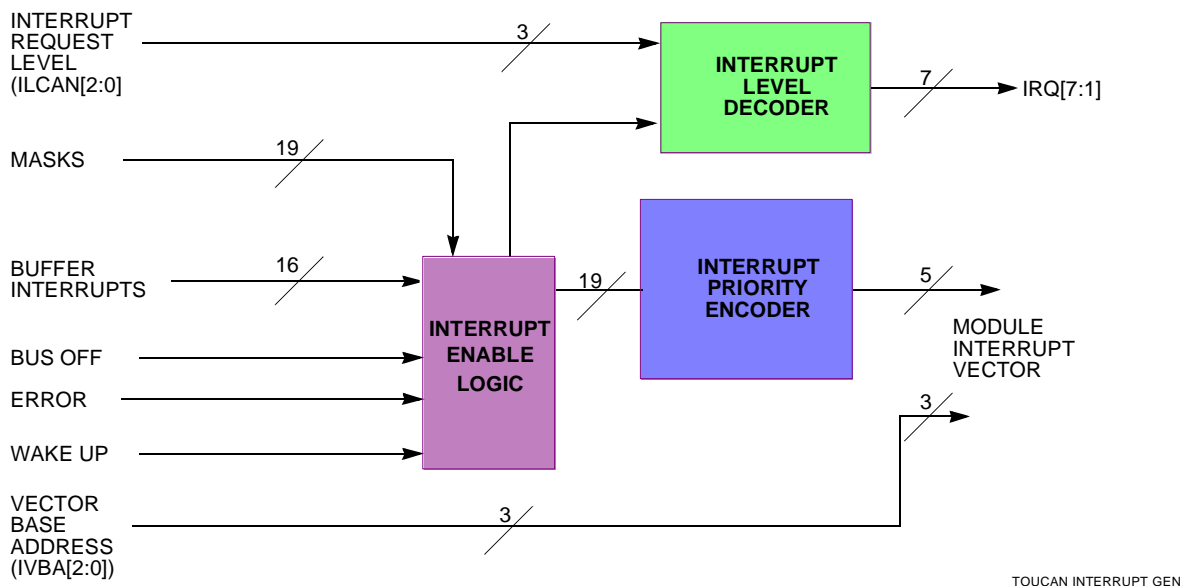 INTERRUPT
REQUEST
LEVEL
(ILCAN[2:0]
3
INTERRUPT
LEVEL
DECODER
7
IRQ[7:1]
MASKS
19
BUFFER
INTERRUPTS
16
INTERRUPT
ENABLE
LOGIC
19
INTERRUPT
PRIORITY
ENCODER
5
MODULE
INTERRUPT
VECTOR
BUS OFF
ERROR
WAKE UP
3
VECTOR
BASE
ADDRESS
(IVBA[2:0])
3
TOUCAN INTERRUPT GEN